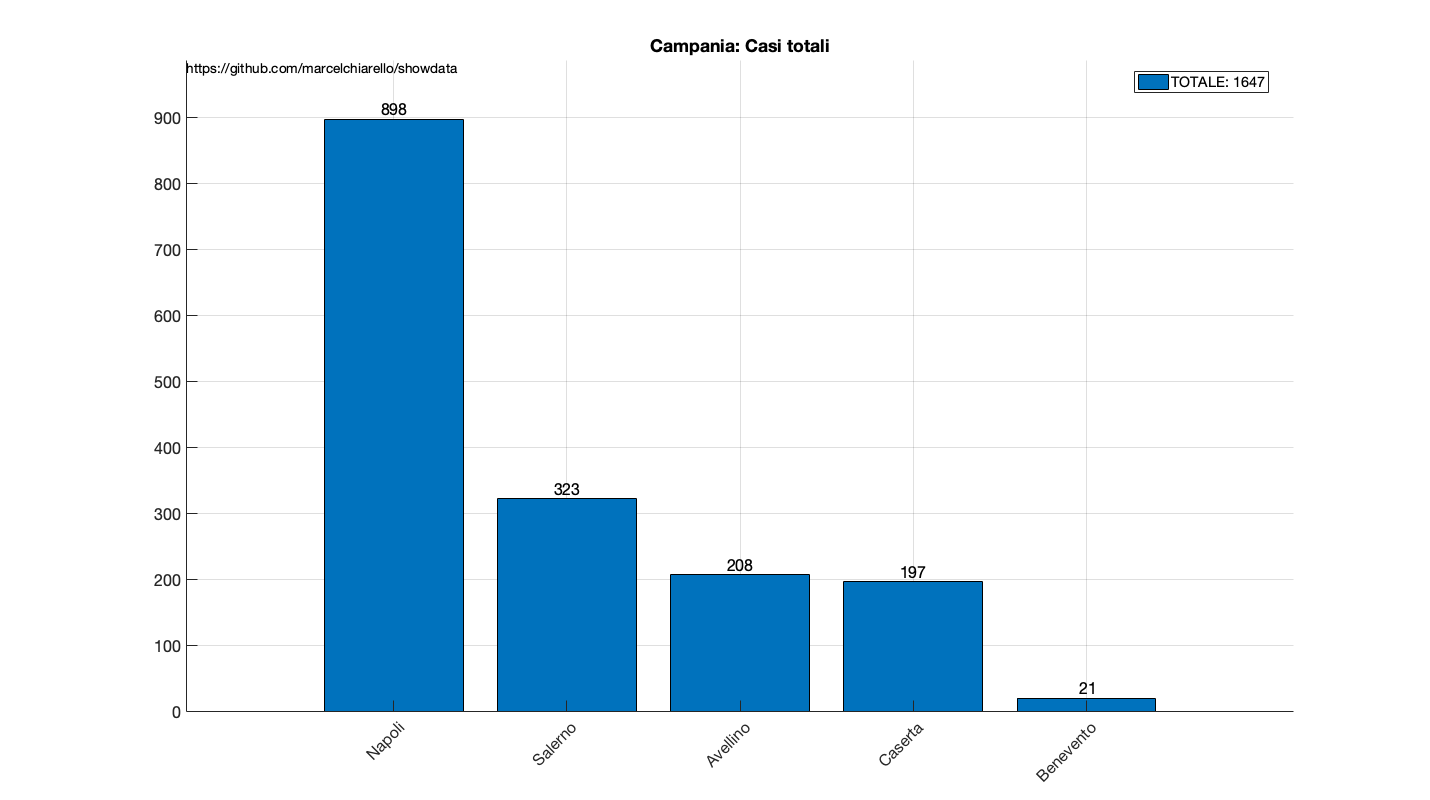 Campania: Casi totali
https://github.com/marcelchiarello/showdata
TOTALE: 1647
900
800
700
600
500
400
300
200
100
0
898
323
208
197
21
Napoli
Salerno
Avellino
Caserta
Benevento